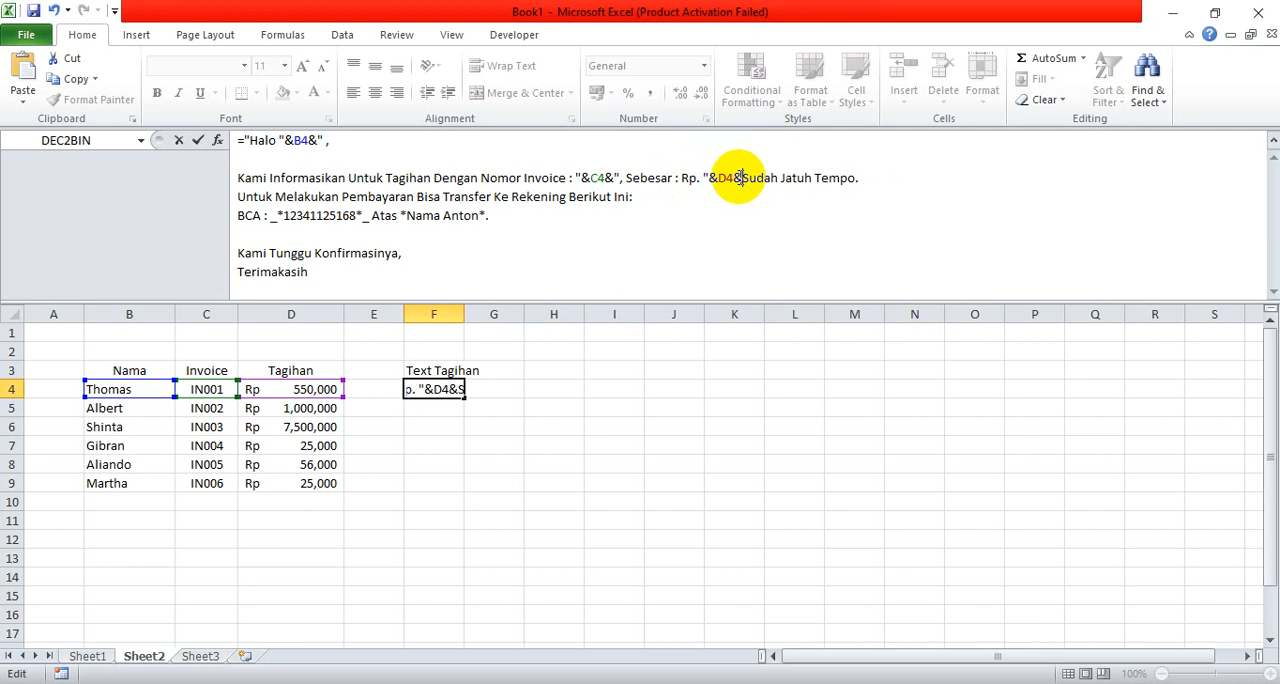 Book1 - Microsoft Excel (Product Activation Failed)
File Home Insert Page Layout Formulas Data Review View Developer
Paste
Cut
Copy
Format Painter
Clipboard
11 A A
B I U A
Font
Wrap Text
Merge & Center
Alignment
General
% ,
Number
Conditional Formatting
Format as Table
Cell Styles
Styles
Insert Delete Format
Cells
Σ AutoSum
Fill
Clear
Sort & Filter
Find & Select
Editing
DEC2BIN
fx
="Halo "&B4&" ,
Kami Informasikan Untuk Tagihan Dengan Nomor Invoice : "&C4&", Sebesar : Rp. "&D4&Sudah Jatuh Tempo.
Untuk Melakukan Pembayaran Bisa Transfer Ke Rekening Berikut Ini:
BCA : _*12341125168*_ Atas *Nama Anton*.
Kami Tunggu Konfirmasinya,
Terimakasih
A B C D E F G H I J K L M N O P Q R S
1
2
3 Nama Invoice Tagihan Text Tagihan
4 Thomas IN001 Rp 550,000 p. "&D4&S
5 Albert IN002 Rp 1,000,000
6 Shinta IN003 Rp 7,500,000
7 Gibran IN004 Rp 25,000
8 Aliando IN005 Rp 56,000
9 Martha IN006 Rp 25,000
10
11
12
13
14
15
16
17
Sheet1 Sheet2 Sheet3
Edit 100%